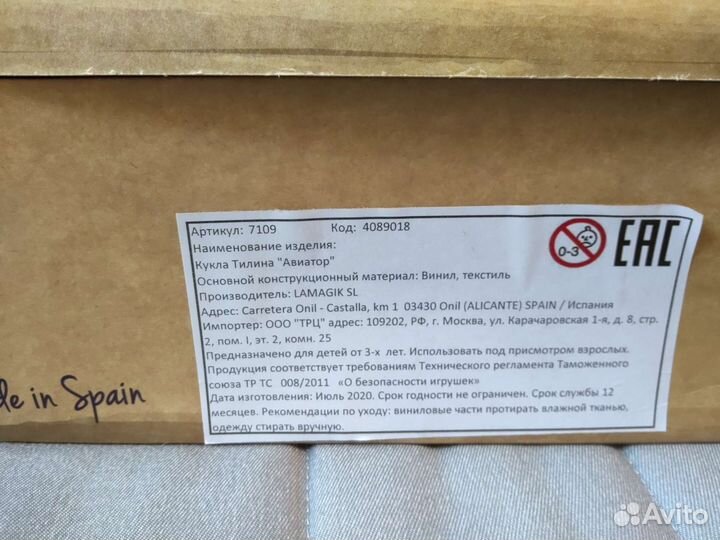 Артикул: 7109 Код: 4089018
Наименование изделия:
Кукла Тилина "Авиатор"
Основной конструкционный материал: Винил, текстиль
Производитель: LAMAGIK SL
Адрес: Carretera Onil - Castalla, km 1 03430 Onil (ALICANTE) SPAIN / Испания
Импортер: ООО "ТРЦ" адрес: 109202, РФ, г. Москва, ул. Карачаровская 1-я, д. 8, стр.
2, пом. I, эт. 2, комн. 25
Предназначено для детей от 3-х лет. Использовать под присмотром взрослых.
Продукция соответствует требованиям Технического регламента Таможенного
союза ТР ТС 008/2011 «О безопасности игрушек»
Дата изготовления: Июль 2020. Срок годности не ограничен. Срок службы 12
месяцев. Рекомендации по уходу: виниловые части протирать влажной тканью,
одежду стирать вручную.
0-3
EAC
de in Spain
Avito